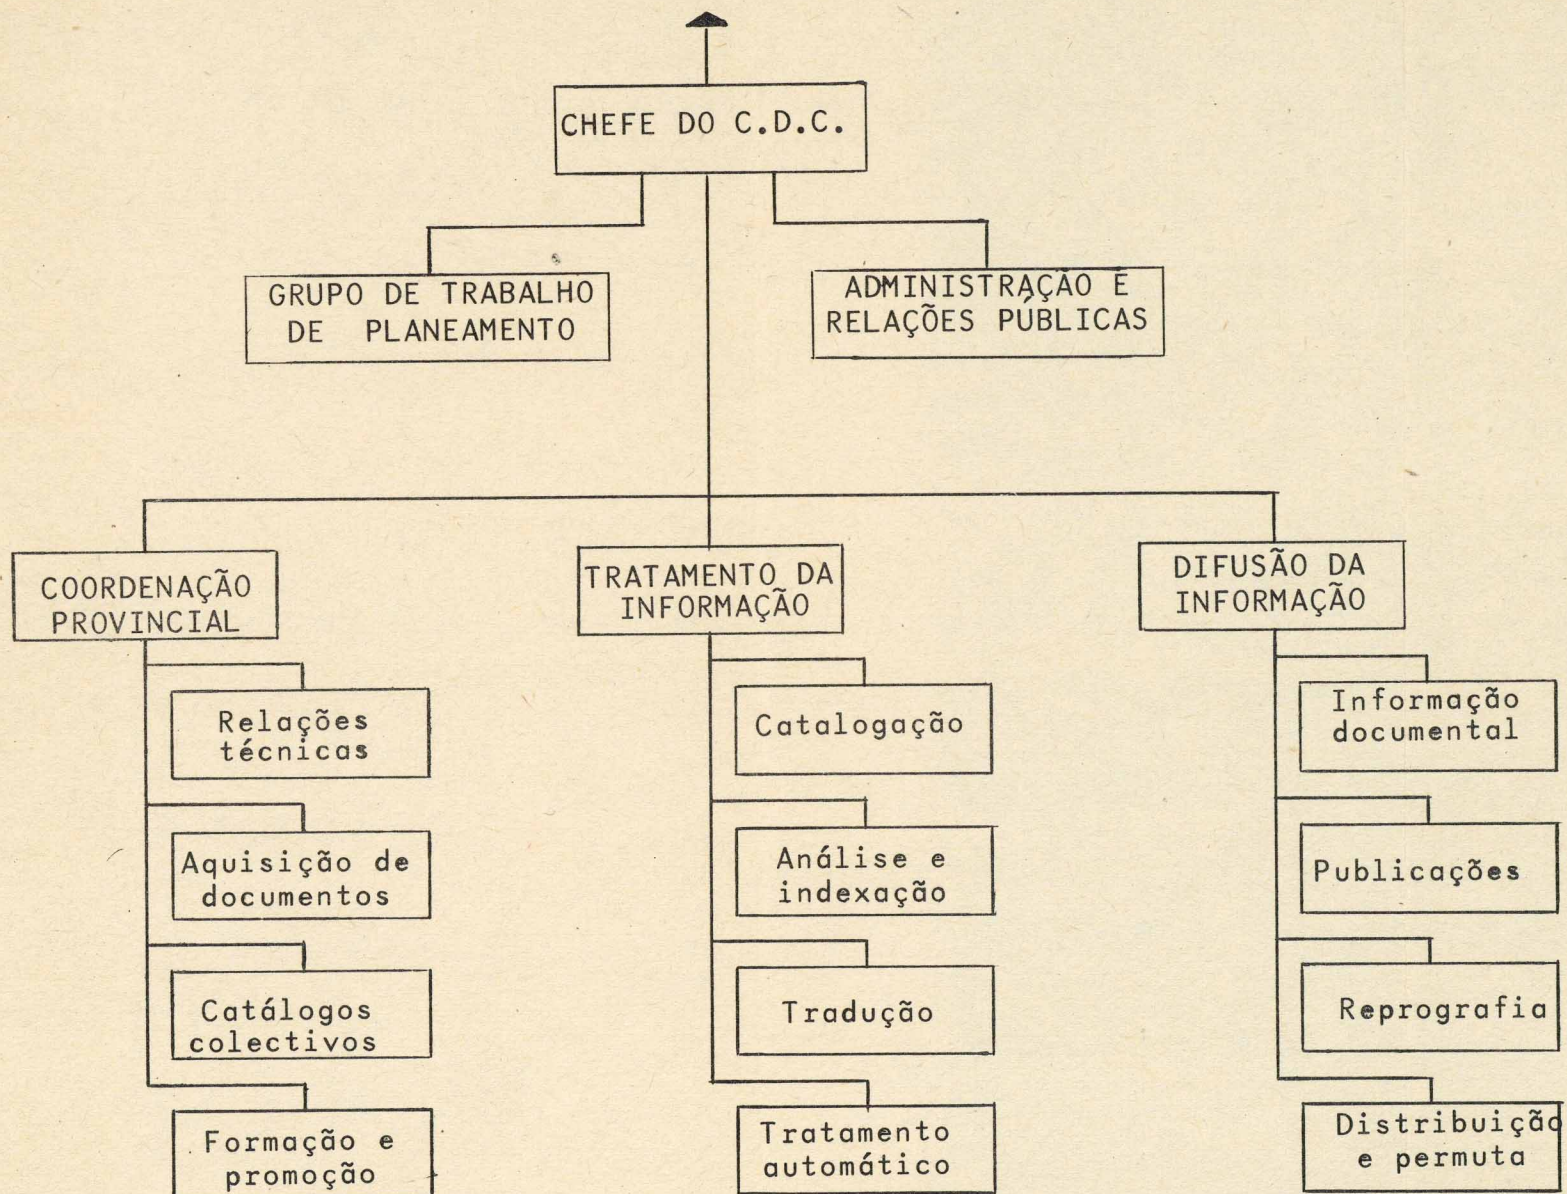 CHEFE DO C.D.C.
GRUPO DE TRABALHO
DE PLANEAMENTO
ADMINISTRAÇÃO E
RELAÇÕES PÚBLICAS
COORDENAÇÃO
PROVINCIAL
Relações
técnicas
Aquisição de
documentos
Catálogos
colectivos
Formação e
promoção
TRATAMENTO DA
INFORMAÇÃO
Catalogação
Análise e
indexação
Tradução
Tratamento
automático
DIFUSÃO DA
INFORMAÇÃO
Informação
documental
Publicações
Reprografia
Distribuição
e permuta